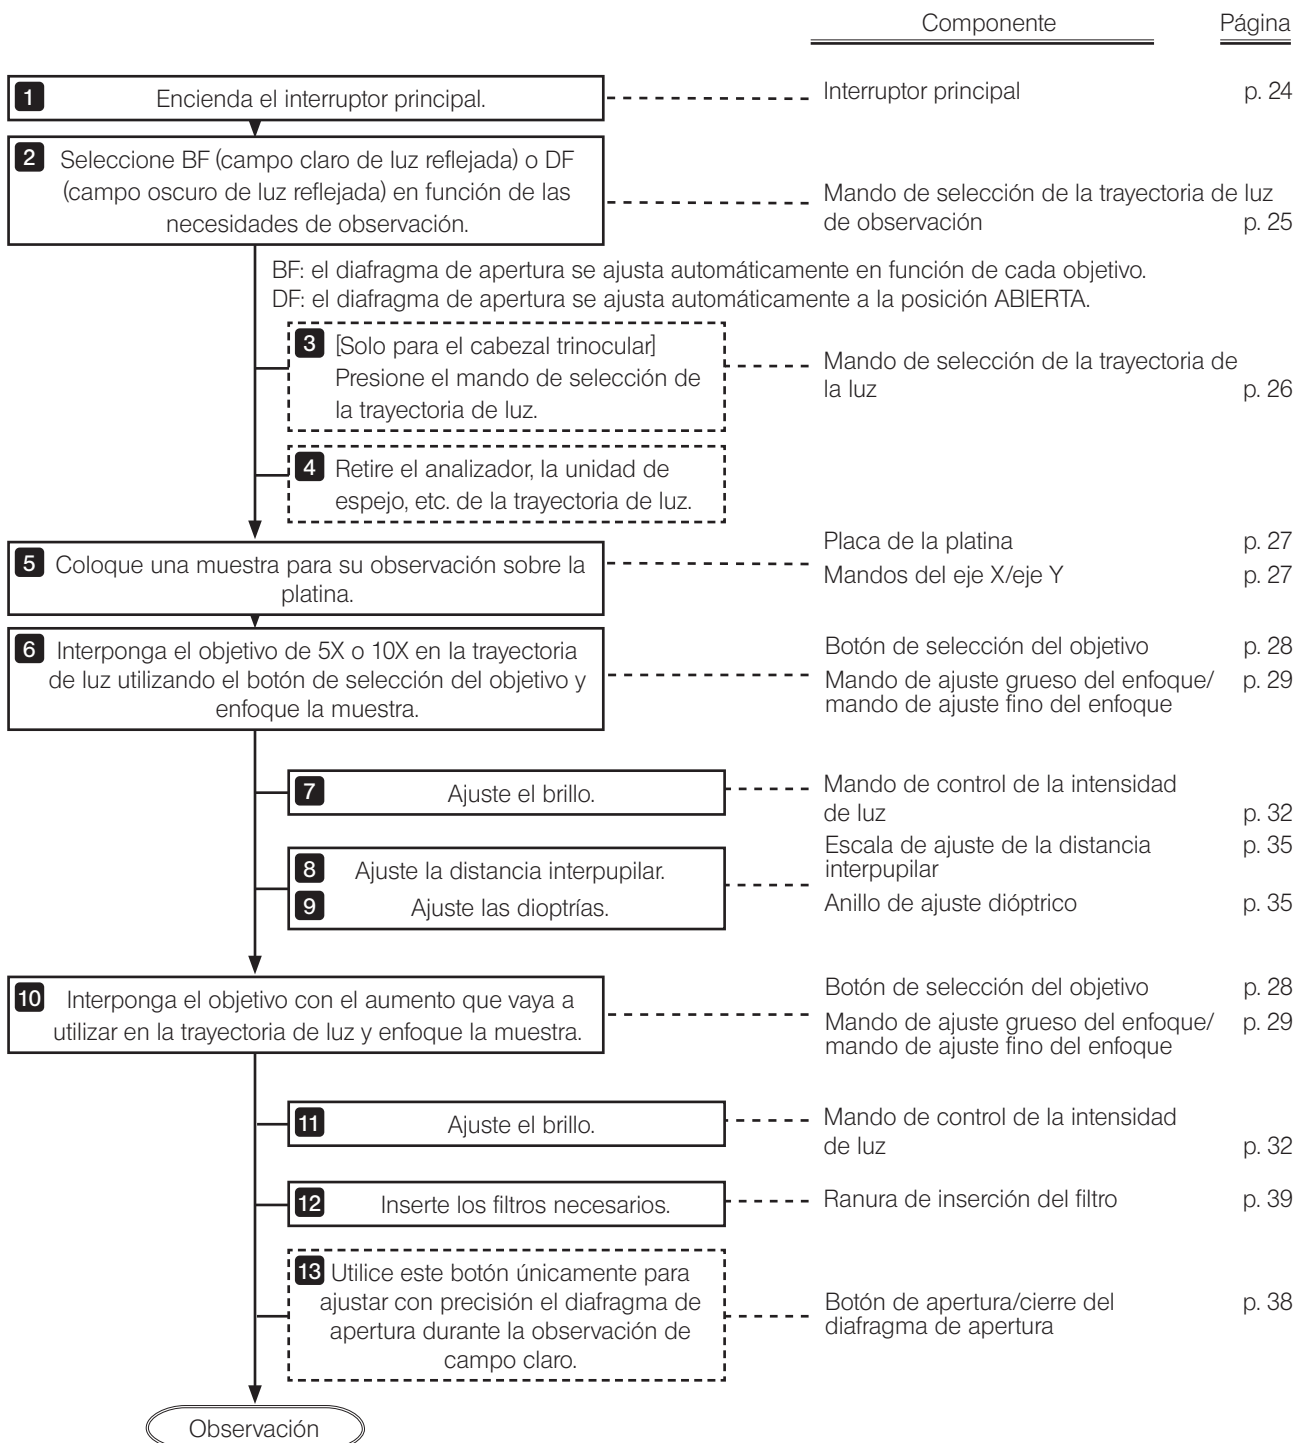 Componente Página
1 Encienda el interruptor principal.
Interruptor principal p. 24
2 Seleccione BF (campo claro de luz reflejada) o DF
(campo oscuro de luz reflejada) en función de las
necesidades de observación.
Mando de selección de la trayectoria de luz
de observación p. 25
BF: el diafragma de apertura se ajusta automáticamente en función de cada objetivo.
DF: el diafragma de apertura se ajusta automáticamente a la posición ABIERTA.
3 [Solo para el cabezal trinocular]
Presione el mando de selección de
la trayectoria de luz.
Mando de selección de la trayectoria de
la luz p. 26
4 Retire el analizador, la unidad de
espejo, etc. de la trayectoria de luz.
5 Coloque una muestra para su observación sobre la
platina.
Placa de la platina p. 27
Mandos del eje X/eje Y p. 27
6 Interponga el objetivo de 5X o 10X en la trayectoria
de luz utilizando el botón de selección del objetivo y
enfoque la muestra.
Botón de selección del objetivo p. 28
Mando de ajuste grueso del enfoque/ p. 29
mando de ajuste fino del enfoque
7 Ajuste el brillo.
Mando de control de la intensidad
de luz p. 32
8 Ajuste la distancia interpupilar.
9 Ajuste las dioptrías.
Escala de ajuste de la distancia p. 35
interpupilar
Anillo de ajuste dióptrico p. 35
10 Interponga el objetivo con el aumento que vaya a
utilizar en la trayectoria de luz y enfoque la muestra.
Botón de selección del objetivo p. 28
Mando de ajuste grueso del enfoque/ p. 29
mando de ajuste fino del enfoque
11 Ajuste el brillo.
Mando de control de la intensidad
de luz p. 32
12 Inserte los filtros necesarios.
Ranura de inserción del filtro p. 39
13 Utilice este botón únicamente para
ajustar con precisión el diafragma de
apertura durante la observación de
campo claro.
Botón de apertura/cierre del p. 38
diafragma de apertura
Observación